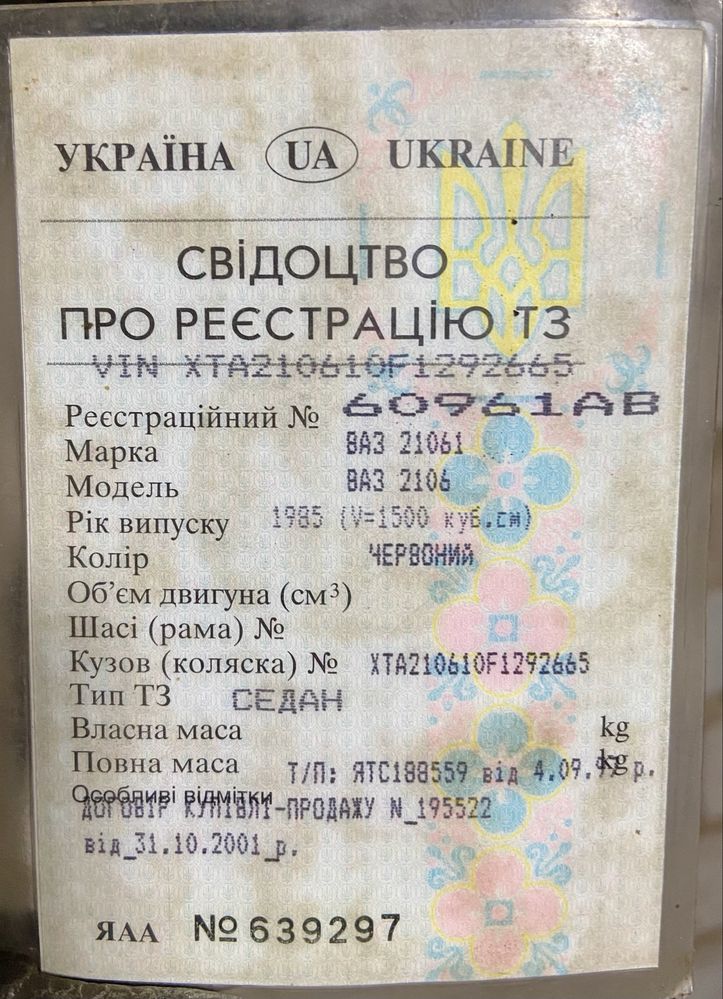 УКРАЇНА UA UKRAINE
СВІДОЦТВО
ПРО РЕЄСТРАЦІЮ ТЗ
VIN XTA210610F1292665
Реєстраційний № 60961АВ
Марка ВАЗ 21061
Модель ВАЗ 2106
Рік випуску 1985 (V=1500 куб.см)
Колір ЧЕРВОНИЙ
Об’єм двигуна (см³)
Шасі (рама) №
Кузов (коляска) № XTA210610F1292665
Тип ТЗ СЕДАН
Власна маса kg
Повна маса kg
Т/П: ЯТС188559 від 4.09.97 р.
Особливі відмітки
ДОГОВІР КУПІВЛІ-ПРОДАЖУ N_195522
від_31.10.2001_р.
ЯАА № 639297